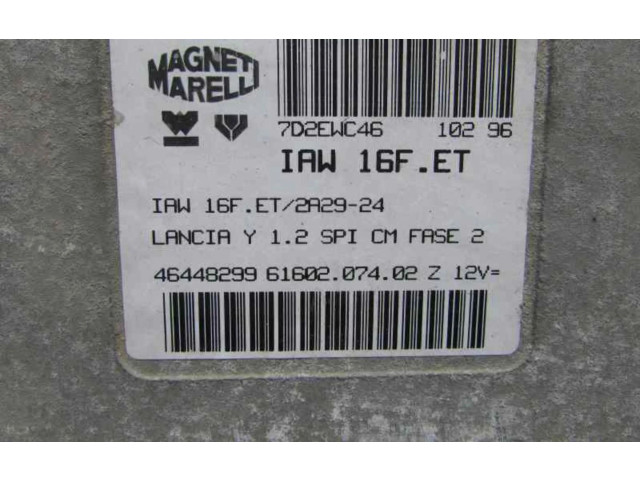 MAGNETI
MARELLI
7D2EWC46 102 96
IAW 16F.ET
IAW 16F.ET/2A29-24
LANCIA Y 1.2 SPI CM FASE 2
46448299 61602.074.02 Z 12V=